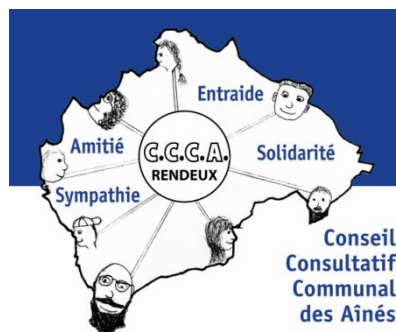 Entraide
Amitié
C.C.C.A.
RENDEUX
Solidarité
Sympathie
Conseil
Consultatif
Communal
des Aînés